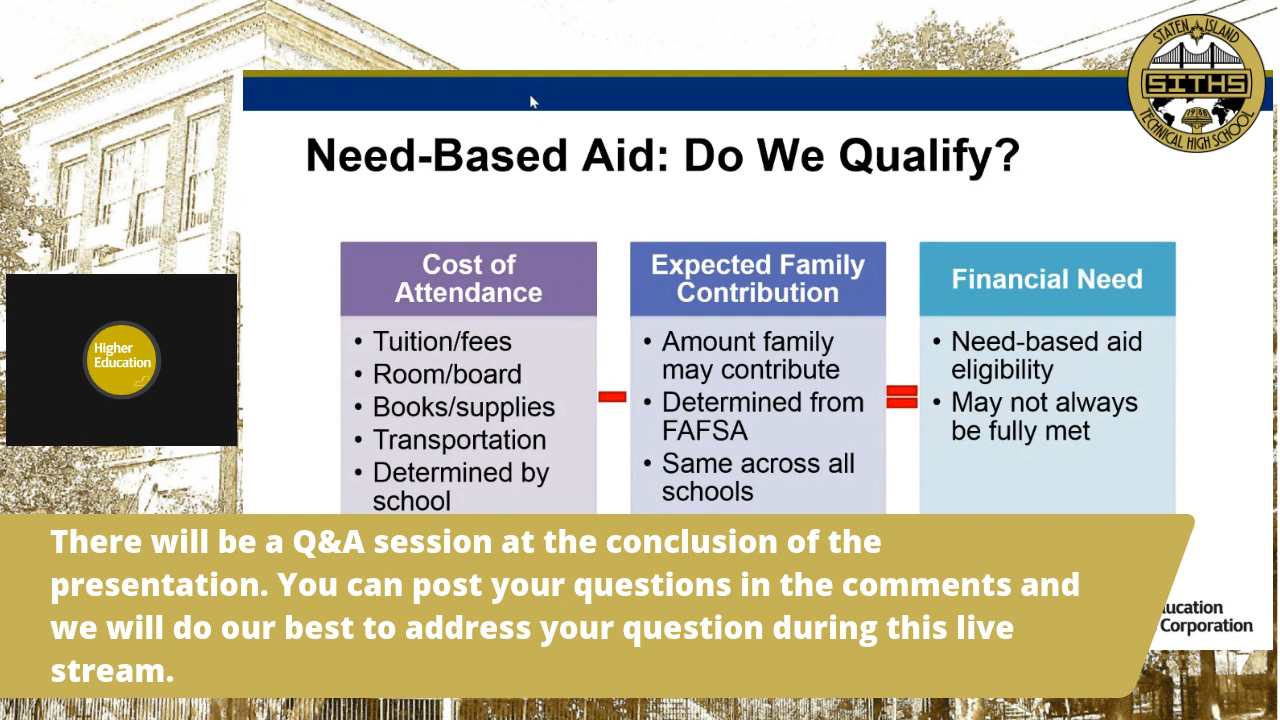 STATEN ISLAND
SITHS
TECHNICAL HIGH SCHOOL
Need-Based Aid: Do We Qualify?
Cost of
Attendance
• Tuition/fees
• Room/board
• Books/supplies
• Transportation
• Determined by
school
Expected Family
Contribution
• Amount family
may contribute
• Determined from
FAFSA
• Same across all
schools
Financial Need
• Need-based aid
eligibility
• May not always
be fully met
Higher
Education
There will be a Q&A session at the conclusion of the
presentation. You can post your questions in the comments and
we will do our best to address your question during this live
stream.
Corporation